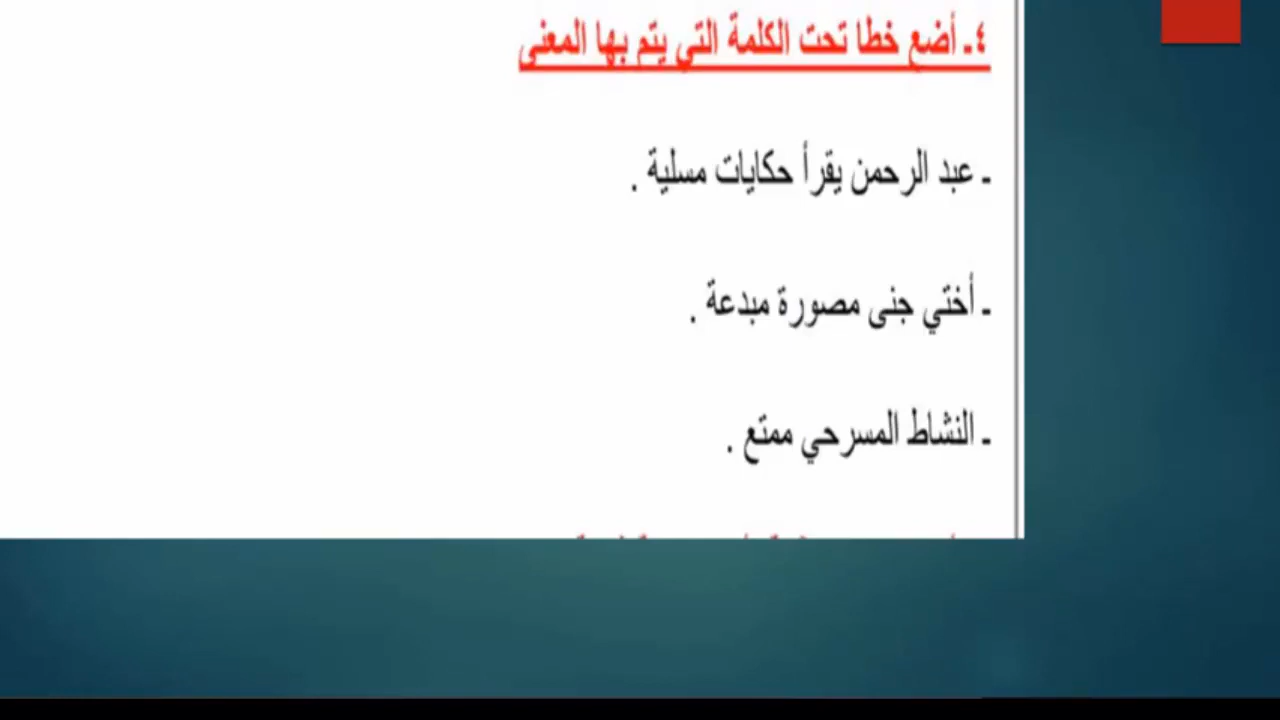 ٤ـ أضع خطا تحت الكلمة التي يتم بها المعنى
ـ عبد الرحمن يقرأ حكايات مسلية .
ـ أختي جنى مصورة مبدعة .
ـ النشاط المسرحي ممتع .